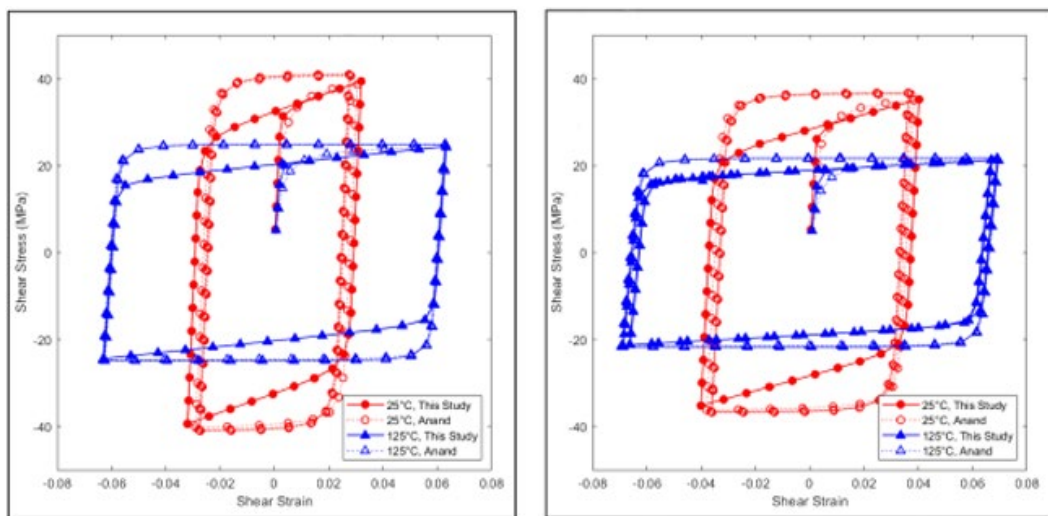 Shear Stress (MPa)
40
20
0
-20
-40
-0.08 -0.06 -0.04 -0.02 0 0.02 0.04 0.06 0.08
Shear Strain
25°C, This Study
25°C, Anand
125°C, This Study
125°C, Anand
Shear Stress (MPa)
40
20
0
-20
-40
-0.08 -0.06 -0.04 -0.02 0 0.02 0.04 0.06 0.08
Shear Strain
25°C, This Study
25°C, Anand
125°C, This Study
125°C, Anand